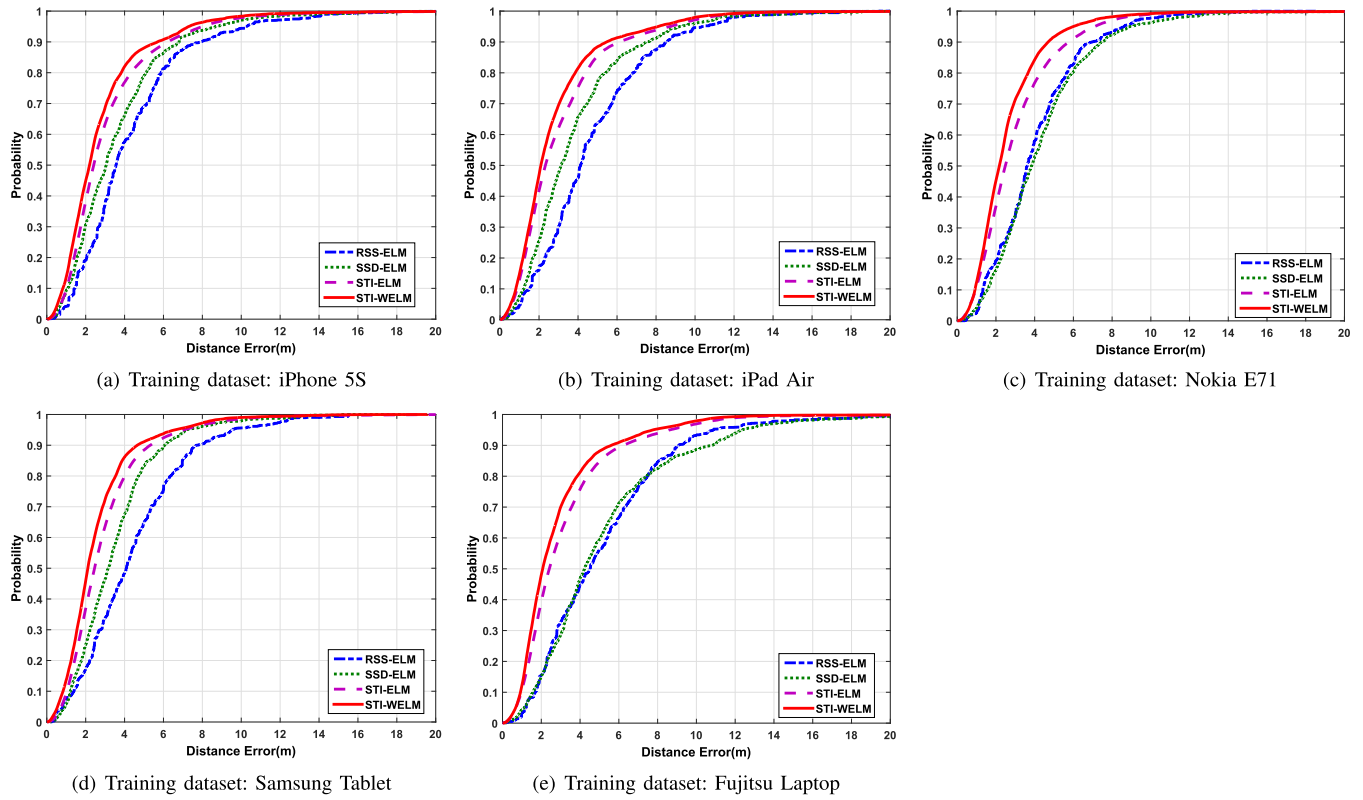 1
0.9
0.8
0.7
0.6
0.5
0.4
0.3
0.2
0.1
0
Probability
0 2 4 6 8 10 12 14 16 18 20
Distance Error(m)
RSS-ELM
SSD-ELM
STI-ELM
STI-WELM
(a) Training dataset: iPhone 5S
1
0.9
0.8
0.7
0.6
0.5
0.4
0.3
0.2
0.1
0
Probability
0 2 4 6 8 10 12 14 16 18 20
Distance Error(m)
RSS-ELM
SSD-ELM
STI-ELM
STI-WELM
(b) Training dataset: iPad Air
1
0.9
0.8
0.7
0.6
0.5
0.4
0.3
0.2
0.1
0
Probability
0 2 4 6 8 10 12 14 16 18 20
Distance Error(m)
RSS-ELM
SSD-ELM
STI-ELM
STI-WELM
(c) Training dataset: Nokia E71
1
0.9
0.8
0.7
0.6
0.5
0.4
0.3
0.2
0.1
0
Probability
0 2 4 6 8 10 12 14 16 18 20
Distance Error(m)
RSS-ELM
SSD-ELM
STI-ELM
STI-WELM
(d) Training dataset: Samsung Tablet
1
0.9
0.8
0.7
0.6
0.5
0.4
0.3
0.2
0.1
0
Probability
0 2 4 6 8 10 12 14 16 18 20
Distance Error(m)
RSS-ELM
SSD-ELM
STI-ELM
STI-WELM
(e) Training dataset: Fujitsu Laptop